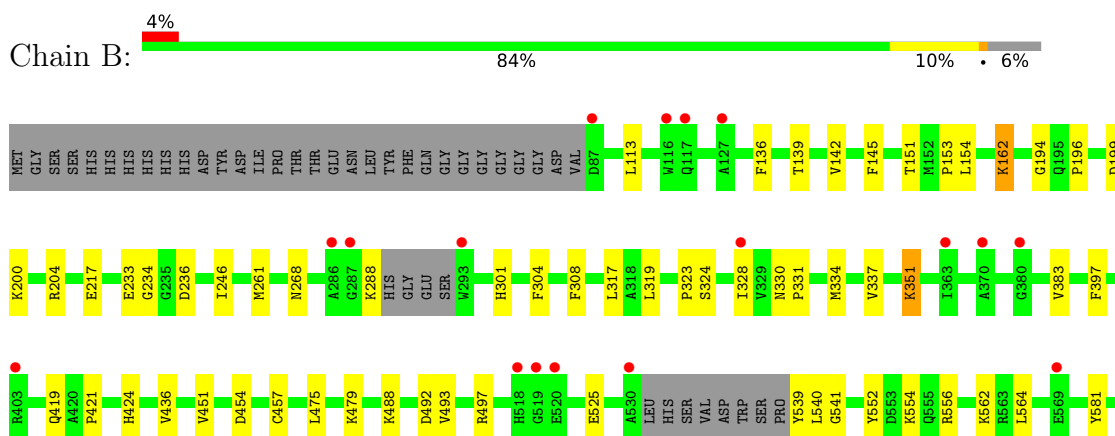 4%
Chain B:
84% 10% • 6%
MET GLY SER SER HIS HIS HIS HIS HIS HIS ASP TYR ASP ILE PRO THR THR GLU ASN LEU TYR PHE GLN GLY GLY GLY GLY GLY GLY ASP VAL D87 L113 W116 Q117 A127 F136 T139 V142 F145 T151 M152 P153 L154 K162 G194 Q195 P196 D199
K200 R204 E217 E233 G234 G235 D236 I246 M261 N268 A286 G287 K288 HIS GLY GLU SER W293 H301 F304 F308 L317 A318 L319 P323 S324 I328 V329 N330 P331 M334 V337 K351 I363 A370 G380 V383 F397
R403 Q419 A420 P421 H424 V436 V451 D454 C457 L475 K479 K488 D492 V493 R497 H518 G519 E520 E525 A530 LEU HIS SER VAL ASP TRP SER PRO Y539 L540 G541 Y552 D553 K554 Q555 R556 K562 R563 L564 E569 Y581